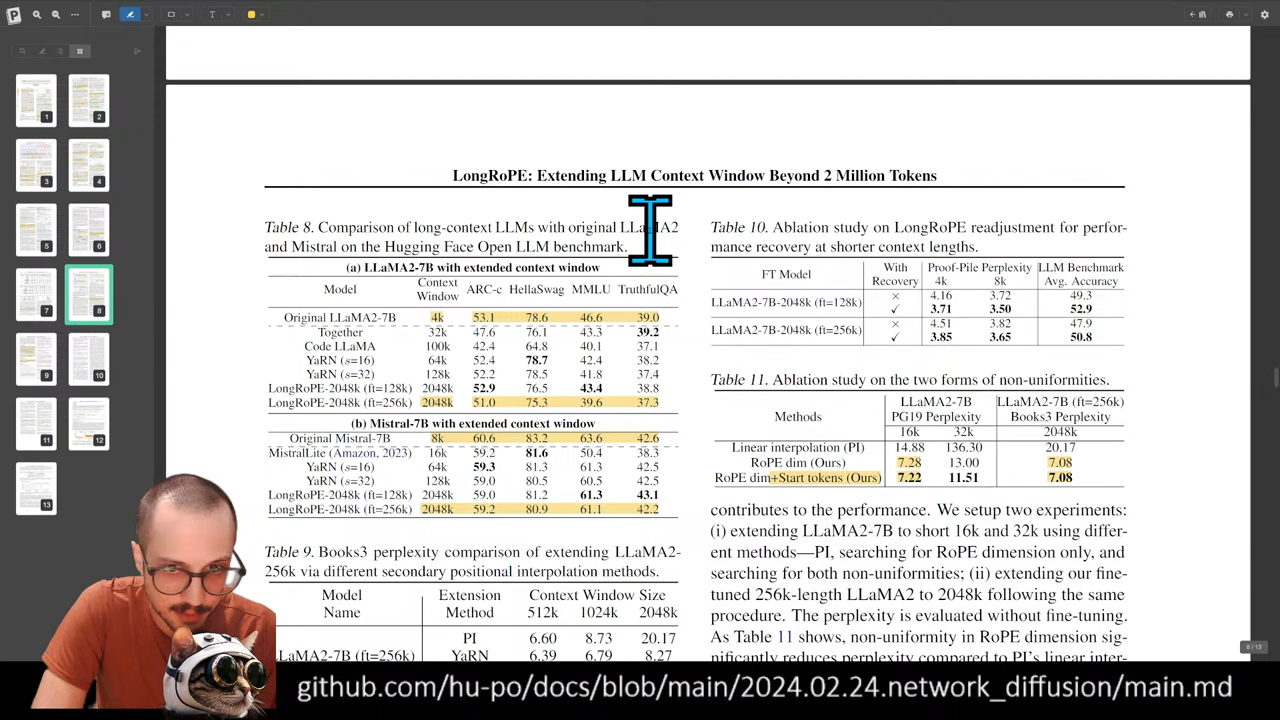 LongRoPE: Extending LLM Context Window Beyond 2 Million Tokens
Table 8. Comparison of long-context LLMs with original LLaMA2
and Mistral on the Hugging Face Open LLM benchmark.
(a) LLaMA2-7B with extended context window
Model Context Window ARC-c HellaSwag MMLU TruthfulQA
Original LLaMA2-7B 4k 53.1 78.6 46.6 39.0
Together 32k 47.6 76.1 43.3 39.2
Code LLaMA 100k 42.4 64.8 40.1 37.1
YaRN (s=16) 64k 52.4 78.7 42.4 38.2
YaRN (s=32) 128k 52.2 78.5 41.8 37.4
LongRoPE-2048k (ft=128k) 2048k 52.9 76.5 43.4 38.8
LongRoPE-2048k (ft=256k) 2048k 51.0 75.3 39.6 37.3
(b) Mistral-7B with extended context window
Original Mistral-7B 8k 60.6 83.2 63.6 42.6
MistralLite (Amazon, 2023) 16k 59.2 81.6 50.4 38.3
YaRN (s=16) 64k 59.3 81.3 61.3 42.5
YaRN (s=32) 128k 59.0 80.5 60.5 42.5
LongRoPE-2048k (ft=128k) 2048k 59.0 81.2 61.3 43.1
LongRoPE-2048k (ft=256k) 2048k 59.2 80.9 61.1 42.2
Table 9. Books3 perplexity comparison of extending LLaMA2-
256k via different secondary positional interpolation methods.
Model Extension Context Window Size
Name Method 512k 1024k 2048k
PI 6.60 8.73 20.17
LLaMA2-7B (ft=256k) YaRN 6.39 6.79 8.27
Table 10. Ablation study on LongRoPE readjustment for perfor-
mance recovery at shorter context lengths.
FT Model With Recovery Proof-Pile Perplexity LLM Benchmark
4k 8k Avg. Accuracy
LLaMA2-7B-2048k (ft=128k) × 4.16 3.72 49.3
✓ 3.71 3.50 52.9
LLaMA2-7B-2048k (ft=256k) × 4.51 3.82 47.9
✓ 3.85 3.65 50.8
Table 11. Ablation study on the two forms of non-uniformities.
LLaMA2-7B LLaMA2-7B (ft=256k)
Methods PG19 Perplexity Books3 Perplexity
16k 32k 2048k
Linear interpolation (PI) 14.88 136.30 20.17
RoPE dim (Ours) 7.28 13.00 7.08
RoPE dim+Start tokens (Ours) 7.22 11.51 7.08
contributes to the performance. We setup two experiments:
(i) extending LLaMA2-7B to short 16k and 32k using differ-
ent methods—PI, searching for RoPE dimension only, and
searching for both non-uniformities; (ii) extending our fine-
tuned 256k-length LLaMA2 to 2048k following the same
procedure. The perplexity is evaluated without fine-tuning.
As Table 11 shows, non-uniformity in RoPE dimension sig-
nificantly reduces perplexity compared to PI's linear inter-
1
2
3
4
5
6
7
8
9
10
11
12
13
8 / 13
github.com/hu-po/docs/blob/main/2024.02.24.network_diffusion/main.md